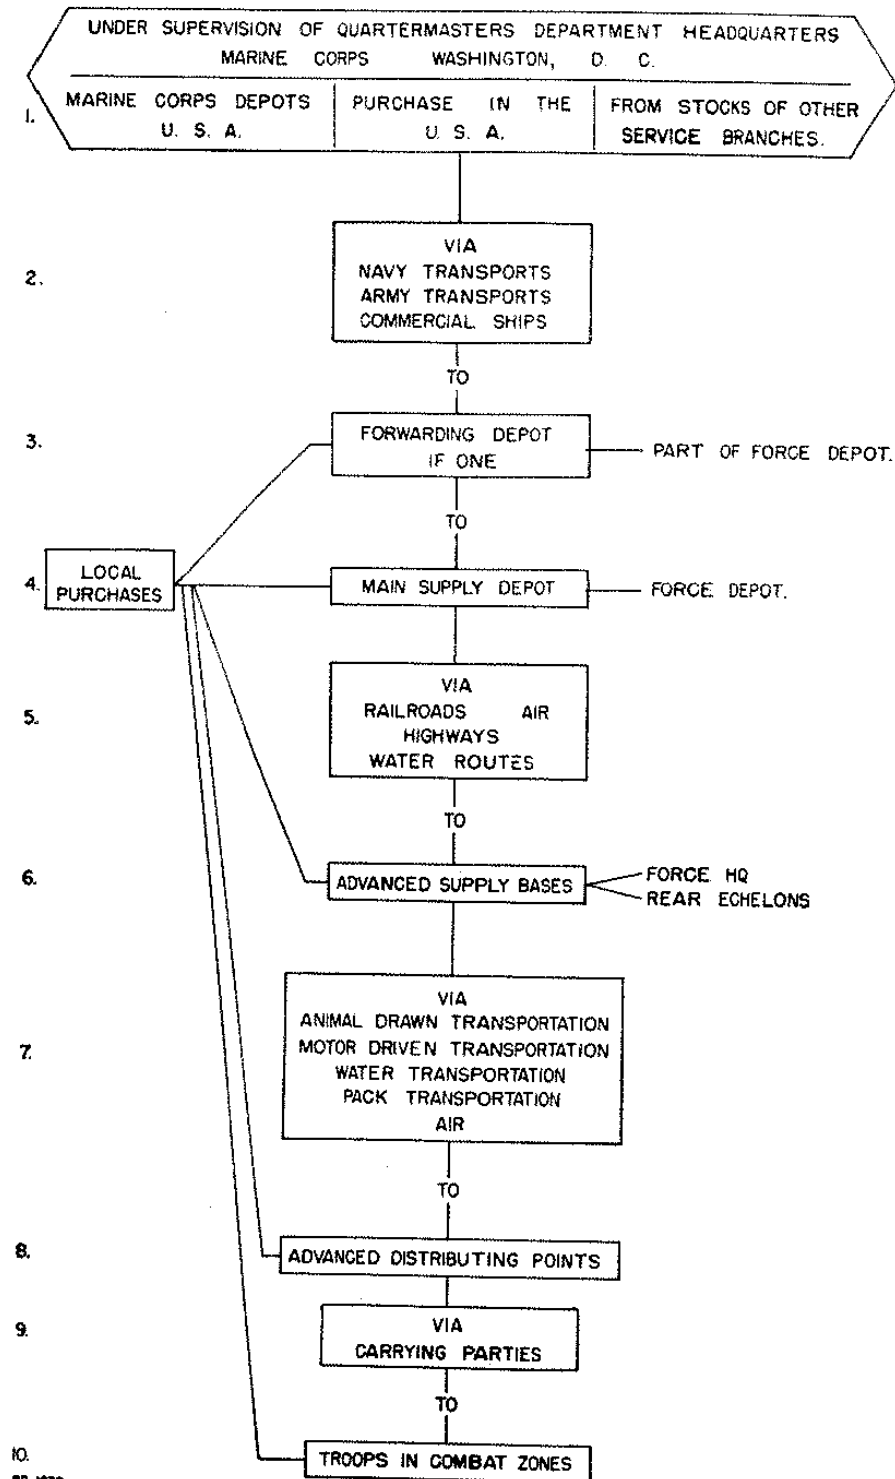 UNDER SUPERVISION OF QUARTERMASTERS DEPARTMENT HEADQUARTERS
MARINE CORPS WASHINGTON, D. C.
1.
MARINE CORPS DEPOTS
U. S. A.
PURCHASE IN THE
U. S. A.
FROM STOCKS OF OTHER
SERVICE BRANCHES.
2.
VIA
NAVY TRANSPORTS
ARMY TRANSPORTS
COMMERCIAL SHIPS
TO
3.
FORWARDING DEPOT
IF ONE
PART OF FORCE DEPOT.
TO
4.
LOCAL
PURCHASES
MAIN SUPPLY DEPOT
FORCE DEPOT.
5.
VIA
RAILROADS AIR
HIGHWAYS
WATER ROUTES
TO
6.
ADVANCED SUPPLY BASES
FORCE HQ
REAR ECHELONS
7.
VIA
ANIMAL DRAWN TRANSPORTATION
MOTOR DRIVEN TRANSPORTATION
WATER TRANSPORTATION
PACK TRANSPORTATION
AIR
TO
8.
ADVANCED DISTRIBUTING POINTS
9.
VIA
CARRYING PARTIES
TO
10.
TROOPS IN COMBAT ZONES